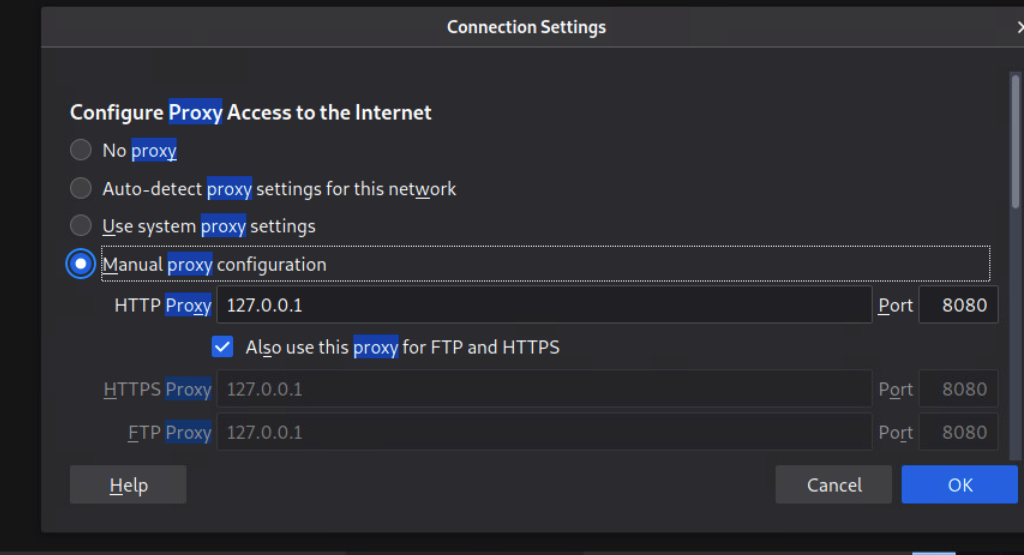 Connection Settings
Configure Proxy Access to the Internet
No proxy
Auto-detect proxy settings for this network
Use system proxy settings
Manual proxy configuration
HTTP Proxy 127.0.0.1 Port 8080
Also use this proxy for FTP and HTTPS
HTTPS Proxy 127.0.0.1 Port 8080
FTP Proxy 127.0.0.1 Port 8080
Help Cancel OK